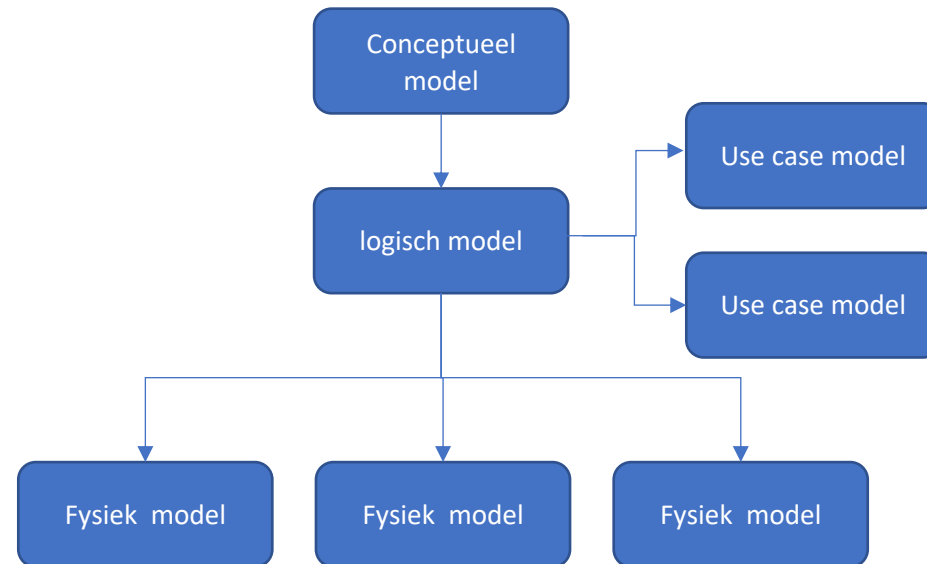 Conceptueel
model
Use case model
logisch model
Use case model
Fysiek  model
Fysiek  model
Fysiek  model